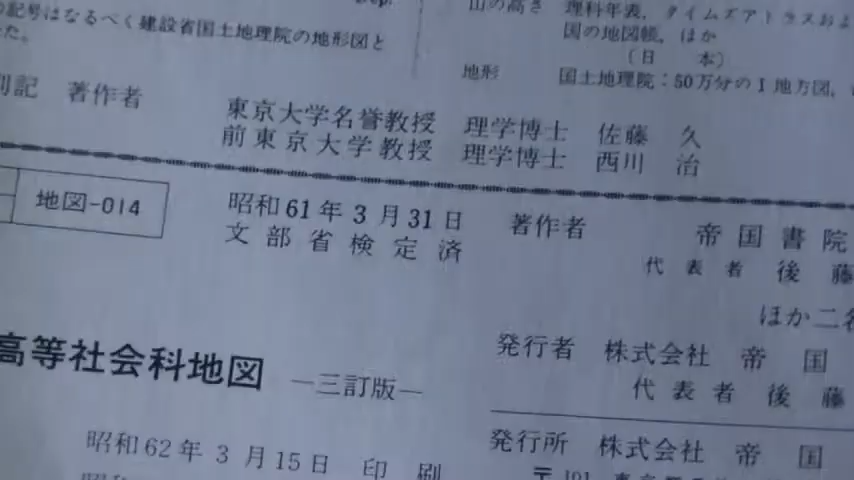 の記号はなるべく建設省国土地理院の地形図と
た。
山の高さ 理科年表，タイムズアトラスおよ
国の地図帳，ほか
（日 本）
地形 国土地理院：50万分の1地方図，
別記 著作者 東京大学名誉教授 理学博士 佐藤 久
前東京大学教授 理学博士 西川 治
地図-014
昭和61年3月31日
文部省検定済
著作者 帝国書院
代表者 後藤
ほか二名
高等社会科地図 —三訂版—
発行者 株式会社 帝国
代表者 後藤
昭和62年3月15日 印刷
発行所 株式会社 帝国
〒101